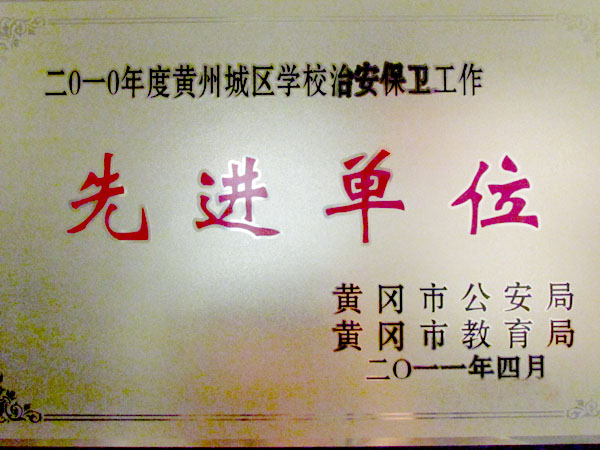 二0一0年度黄州城区学校治安保卫工作
先进单位
黄冈市公安局
黄冈市教育局
二〇一一年四月